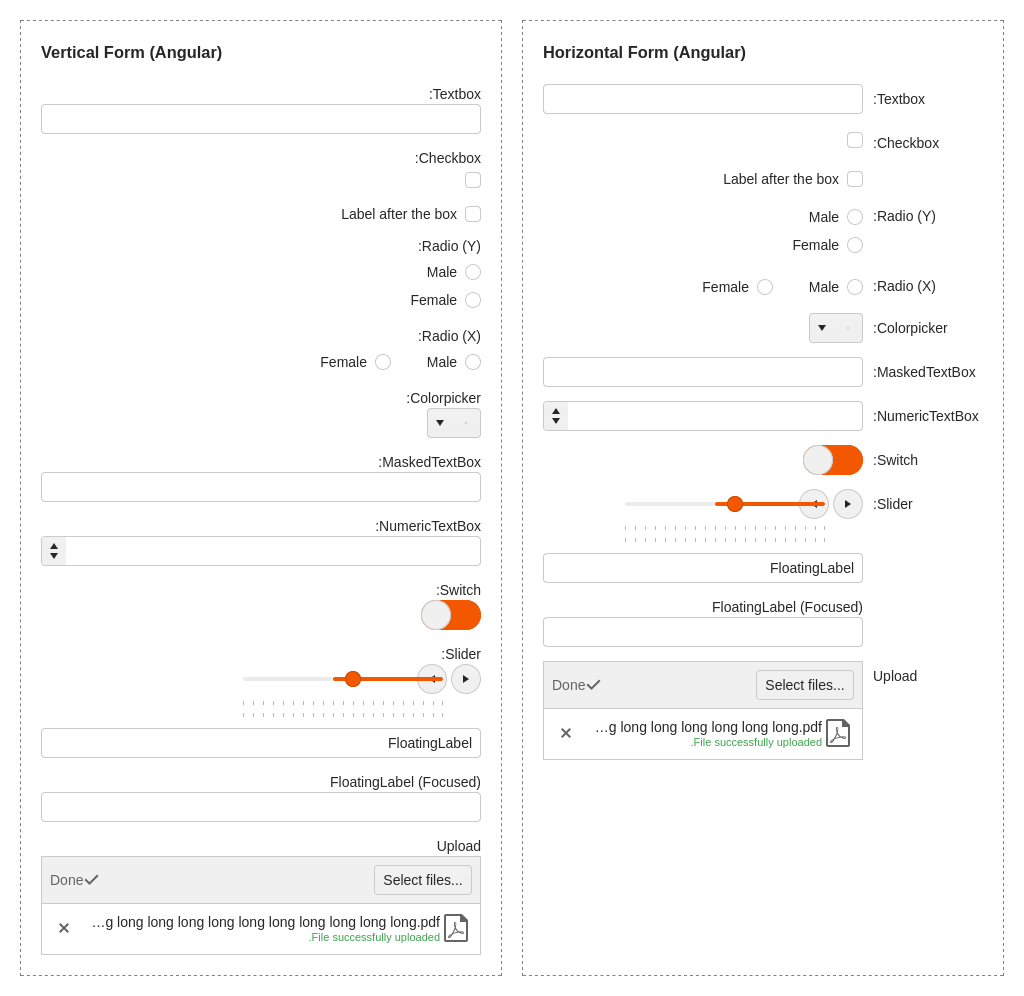 Vertical Form (Angular)
:Textbox
:Checkbox
Label after the box
:Radio (Y)
Male
Female
:Radio (X)
Female Male
:Colorpicker
:MaskedTextBox
:NumericTextBox
:Switch
:Slider
FloatingLabel
FloatingLabel (Focused)
Upload
Done Select files...
...g long long long long long long long long long long.pdf
.File successfully uploaded
Horizontal Form (Angular)
:Textbox
:Checkbox
Label after the box
Male :Radio (Y)
Female
Female Male :Radio (X)
:Colorpicker
:MaskedTextBox
:NumericTextBox
:Switch
:Slider
FloatingLabel
FloatingLabel (Focused)
Upload
Done Select files...
...g long long long long long long.pdf
.File successfully uploaded